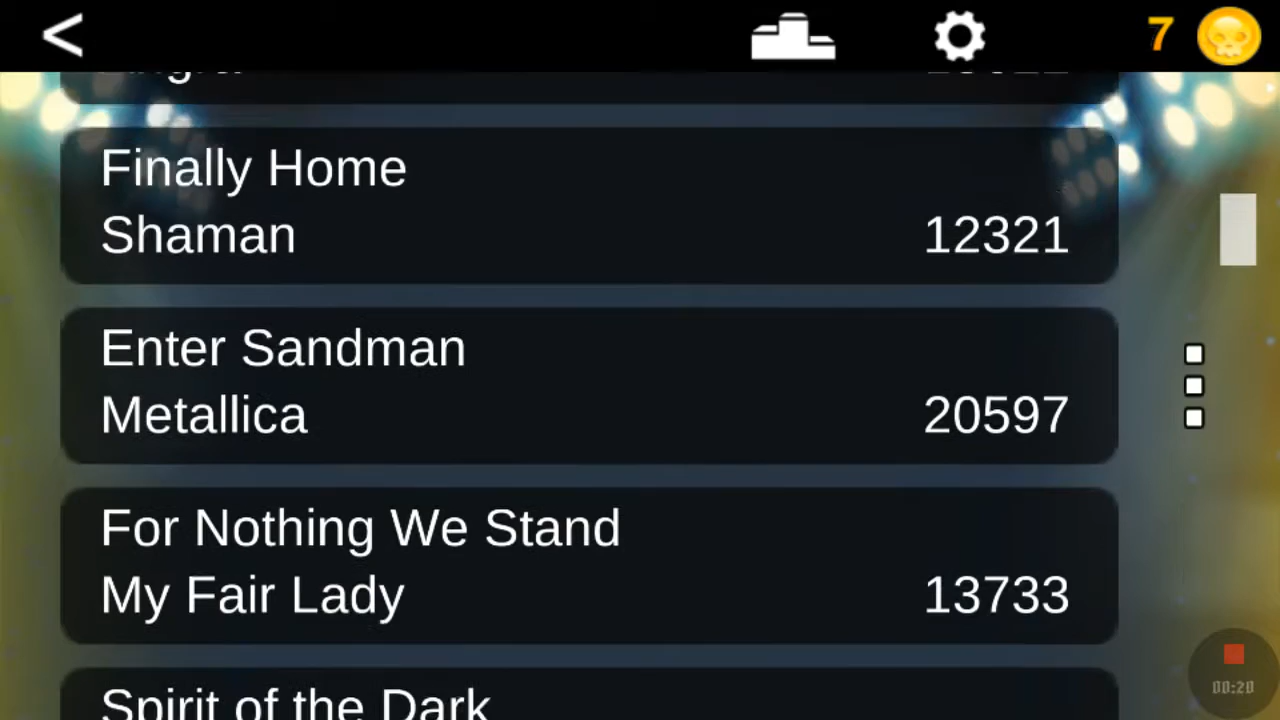 7
Finally Home
Shaman 12321
Enter Sandman
Metallica 20597
For Nothing We Stand
My Fair Lady 13733
Spirit of the Dark
00:20